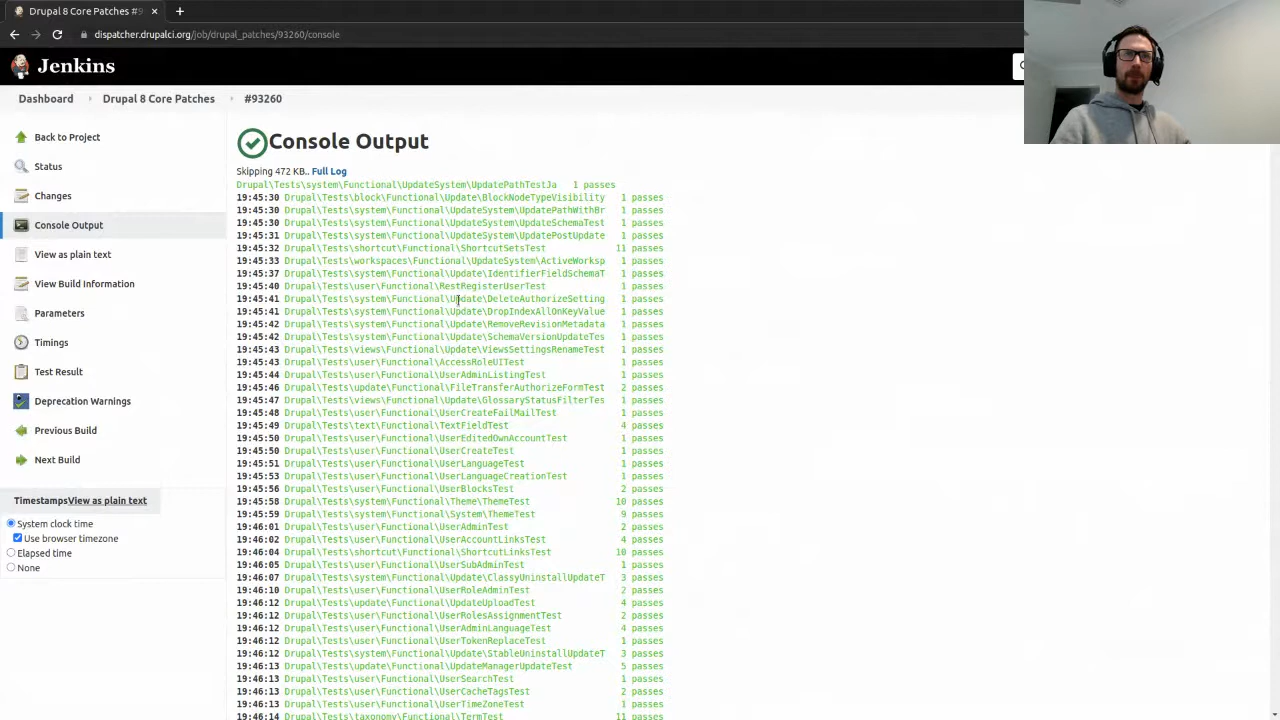 Drupal 8 Core Patches #9
dispatcher.drupalci.org/job/drupal_patches/93260/console
Jenkins
Dashboard
Drupal 8 Core Patches
#93260
Back to Project
Status
Changes
Console Output
View as plain text
View Build Information
Parameters
Timings
Test Result
Deprecation Warnings
Previous Build
Next Build
Timestamps View as plain text
System clock time
Use browser timezone
Elapsed time
None
Console Output
Skipping 472 KB.. Full Log
Drupal\Tests\system\Functional\UpdateSystem\UpdatePathTestJa 1 passes
19:45:30 Drupal\Tests\block\Functional\Update\BlockNodeTypeVisibility 1 passes
19:45:30 Drupal\Tests\system\Functional\UpdateSystem\UpdatePathWithBr 1 passes
19:45:30 Drupal\Tests\system\Functional\UpdateSystem\UpdateSchemaTest 1 passes
19:45:31 Drupal\Tests\system\Functional\UpdateSystem\UpdatePostUpdate 1 passes
19:45:32 Drupal\Tests\shortcut\Functional\ShortcutSetsTest 11 passes
19:45:33 Drupal\Tests\workspaces\Functional\UpdateSystem\ActiveWorksp 1 passes
19:45:37 Drupal\Tests\system\Functional\Update\IdentifierFieldSchemaT 1 passes
19:45:40 Drupal\Tests\user\Functional\RestRegisterUserTest 1 passes
19:45:41 Drupal\Tests\system\Functional\Update\DeleteAuthorizeSetting 1 passes
19:45:41 Drupal\Tests\system\Functional\Update\DropIndexAllOnKeyValue 1 passes
19:45:42 Drupal\Tests\system\Functional\Update\RemoveRevisionMetadata 1 passes
19:45:42 Drupal\Tests\system\Functional\Update\SchemaVersionUpdateTes 1 passes
19:45:43 Drupal\Tests\views\Functional\Update\ViewsSettingsRenameTest 1 passes
19:45:43 Drupal\Tests\user\Functional\AccessRoleUITest 1 passes
19:45:44 Drupal\Tests\user\Functional\UserAdminListingTest 1 passes
19:45:46 Drupal\Tests\update\Functional\FileTransferAuthorizeFormTest 2 passes
19:45:47 Drupal\Tests\views\Functional\Update\GlossaryStatusFilterTes 1 passes
19:45:48 Drupal\Tests\user\Functional\UserCreateFailMailTest 1 passes
19:45:49 Drupal\Tests\text\Functional\TextFieldTest 4 passes
19:45:50 Drupal\Tests\user\Functional\UserEditedOwnAccountTest 1 passes
19:45:50 Drupal\Tests\user\Functional\UserCreateTest 1 passes
19:45:51 Drupal\Tests\user\Functional\UserLanguageTest 1 passes
19:45:53 Drupal\Tests\user\Functional\UserLanguageCreationTest 1 passes
19:45:56 Drupal\Tests\user\Functional\UserBlocksTest 2 passes
19:45:58 Drupal\Tests\system\Functional\Theme\ThemeTest 10 passes
19:45:59 Drupal\Tests\system\Functional\System\ThemeTest 9 passes
19:46:01 Drupal\Tests\user\Functional\UserAdminTest 2 passes
19:46:02 Drupal\Tests\user\Functional\UserAccountLinksTest 4 passes
19:46:04 Drupal\Tests\shortcut\Functional\ShortcutLinksTest 10 passes
19:46:05 Drupal\Tests\user\Functional\UserSubAdminTest 1 passes
19:46:07 Drupal\Tests\system\Functional\Update\ClassyUninstallUpdateT 3 passes
19:46:10 Drupal\Tests\user\Functional\UserRoleAdminTest 2 passes
19:46:12 Drupal\Tests\update\Functional\UpdateUploadTest 4 passes
19:46:12 Drupal\Tests\user\Functional\UserRolesAssignmentTest 2 passes
19:46:12 Drupal\Tests\user\Functional\UserAdminLanguageTest 4 passes
19:46:12 Drupal\Tests\user\Functional\UserTokenReplaceTest 1 passes
19:46:12 Drupal\Tests\system\Functional\Update\StableUninstallUpdateT 3 passes
19:46:13 Drupal\Tests\update\Functional\UpdateManagerUpdateTest 5 passes
19:46:13 Drupal\Tests\user\Functional\UserSearchTest 1 passes
19:46:13 Drupal\Tests\user\Functional\UserCacheTagsTest 2 passes
19:46:13 Drupal\Tests\user\Functional\UserTimeZoneTest 1 passes
19:46:14 Drupal\Tests\taxonomy\Functional\TermTest 11 passes